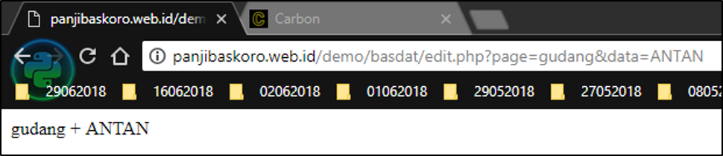 panjibaskoro.web.id/dem Carbon
panjibaskoro.web.id/demo/basdat/edit.php?page=gudang&data=ANTAN
29062018 16062018 02062018 01062018 29052018 27052018 08052
gudang + ANTAN